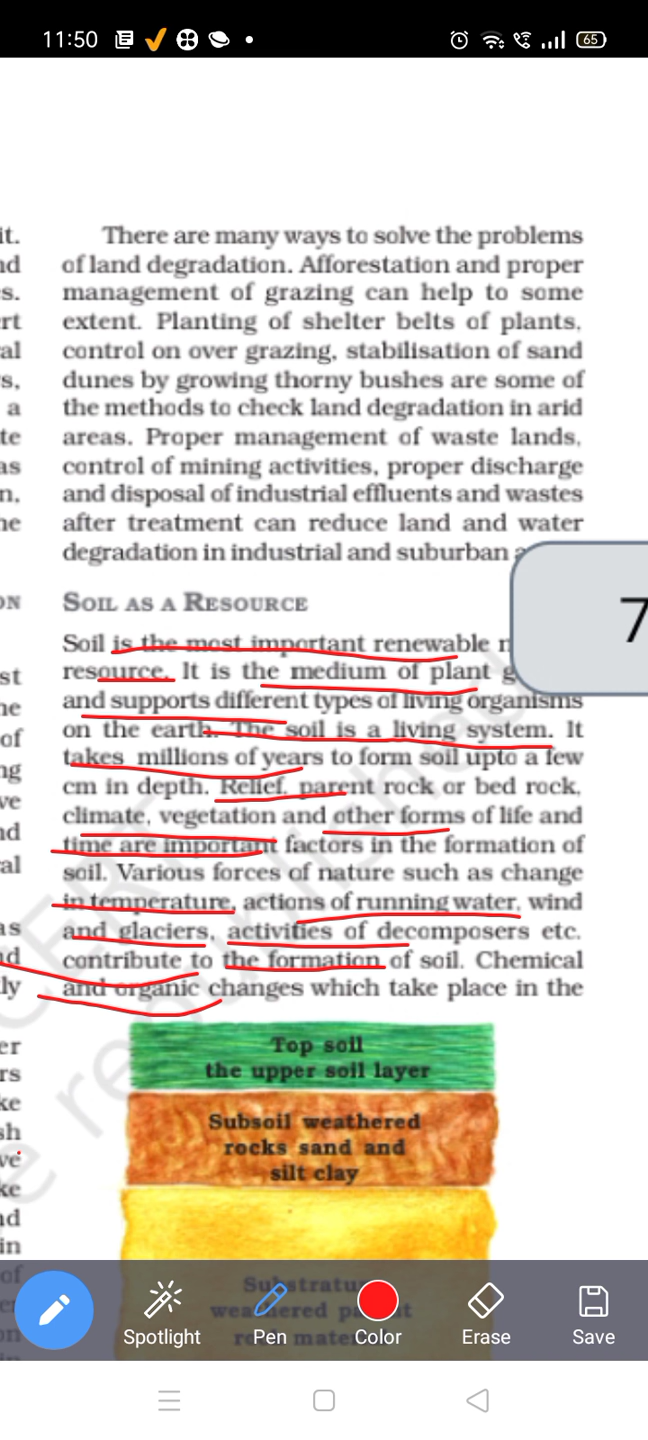 11:50
65
it.
There are many ways to solve the problems
of land degradation. Afforestation and proper
management of grazing can help to some
extent. Planting of shelter belts of plants,
control on over grazing, stabilisation of sand
dunes by growing thorny bushes are some of
the methods to check land degradation in arid
areas. Proper management of waste lands,
control of mining activities, proper discharge
and disposal of industrial effluents and wastes
after treatment can reduce land and water
degradation in industrial and suburban
SOIL AS A RESOURCE
7
Soil is the most important renewable
resource. It is the medium of plant
and supports different types of living organisms
on the earth. The soil is a living system. It
takes millions of years to form soil upto a few
cm in depth. Relief, parent rock or bed rock,
climate, vegetation and other forms of life and
time are important factors in the formation of
soil. Various forces of nature such as change
in temperature, actions of running water, wind
and glaciers, activities of decomposers etc.
contribute to the formation of soil. Chemical
and organic changes which take place in the
Top soil
the upper soil layer
Subsoil weathered
rocks sand and
silt clay
Spotlight
Pen
Color
Erase
Save